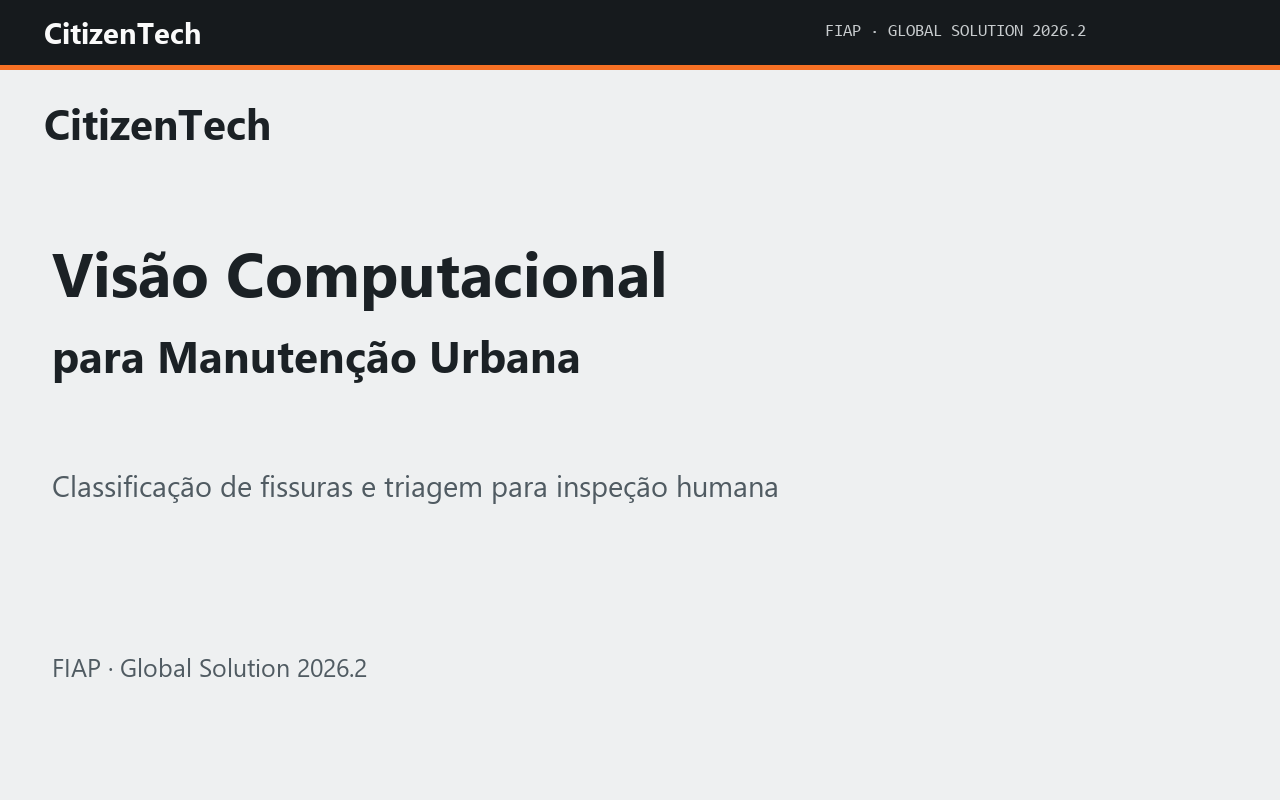 CitizenTech
FIAP · GLOBAL SOLUTION 2026.2
CitizenTech
Visão Computacional
para Manutenção Urbana
Classificação de fissuras e triagem para inspeção humana
FIAP · Global Solution 2026.2